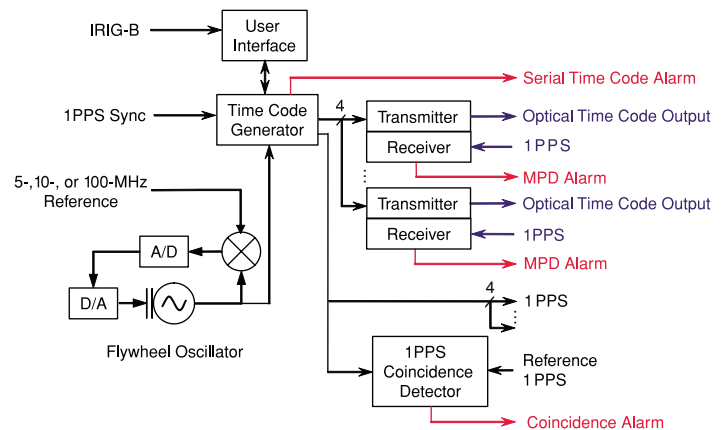 IRIG-B
User
Interface
Serial Time Code Alarm
1PPS Sync
Time Code
Generator
4
Transmitter
Optical Time Code Output
Receiver
1PPS
MPD Alarm
5-,10-, or 100-MHz
Reference
Transmitter
Optical Time Code Output
Receiver
1PPS
MPD Alarm
A/D
D/A
4
1PPS
Flywheel Oscillator
1PPS
Coincidence
Detector
Reference
1PPS
Coincidence Alarm